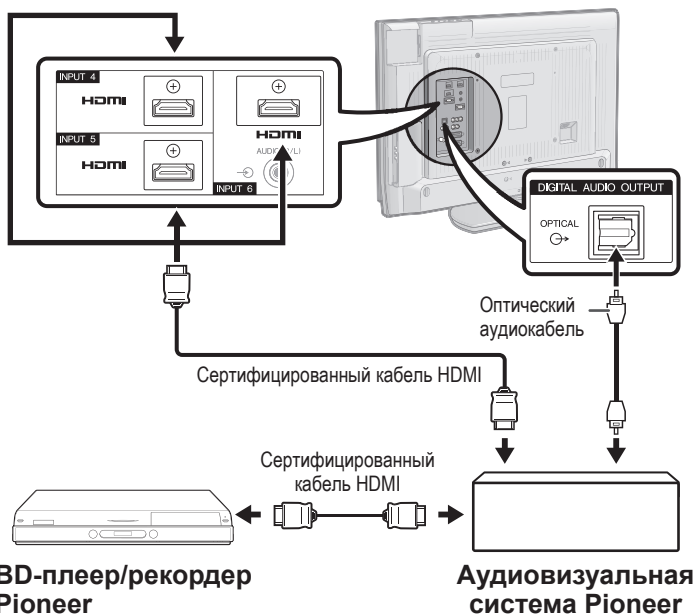 INPUT 4
HDMI
INPUT 5
HDMI
HDMI
INPUT 6
DIGITAL AUDIO OUTPUT
OPTICAL
Оптический
аудиокабель
Сертифицированный кабель HDMI
Сертифицированный
кабель HDMI
BD-плеер/рекордер
Pioneer
Аудиовизуальная
система Pioneer